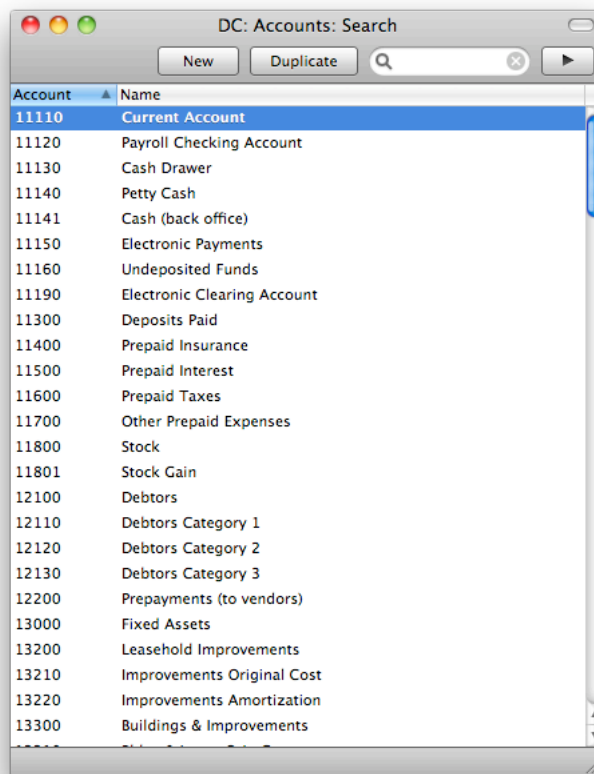 DC: Accounts: Search
New Duplicate
Account Name
11110 Current Account
11120 Payroll Checking Account
11130 Cash Drawer
11140 Petty Cash
11141 Cash (back office)
11150 Electronic Payments
11160 Undeposited Funds
11190 Electronic Clearing Account
11300 Deposits Paid
11400 Prepaid Insurance
11500 Prepaid Interest
11600 Prepaid Taxes
11700 Other Prepaid Expenses
11800 Stock
11801 Stock Gain
12100 Debtors
12110 Debtors Category 1
12120 Debtors Category 2
12130 Debtors Category 3
12200 Prepayments (to vendors)
13000 Fixed Assets
13200 Leasehold Improvements
13210 Improvements Original Cost
13220 Improvements Amortization
13300 Buildings & Improvements